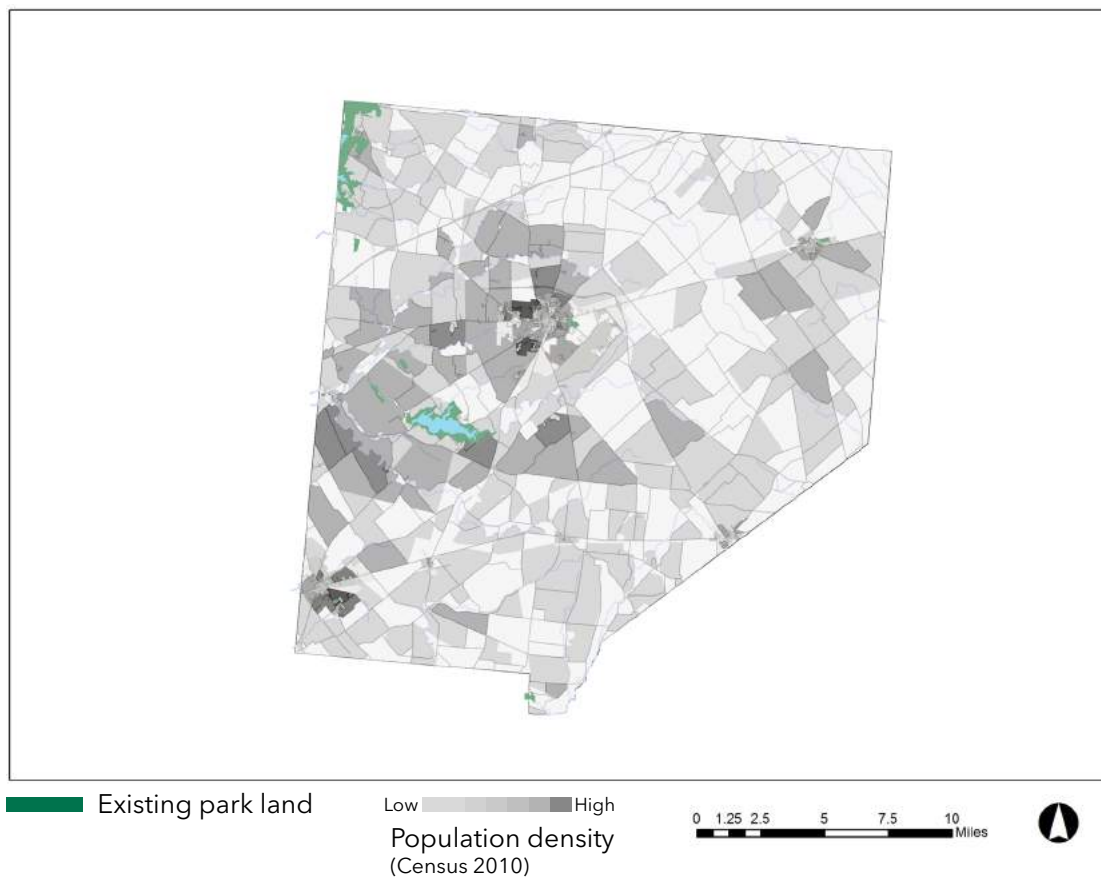 Existing park land
Low High
Population density
(Census 2010)
0 1.25 2.5 5 7.5 10
Miles